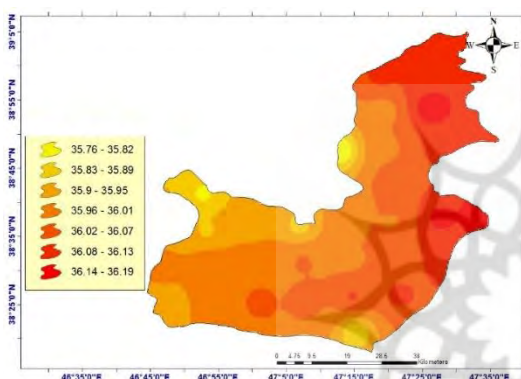 N
W E
S
39°5'0"N
38°55'0"N
38°45'0"N
38°35'0"N
38°25'0"N
35.76 - 35.82
35.83 - 35.89
35.9 - 35.95
35.96 - 36.01
36.02 - 36.07
36.08 - 36.13
36.14 - 36.19
0 4.75 9.5 19 28.5 38
Kilometers
46°35'0"E 46°45'0"E 46°55'0"E 47°5'0"E 47°15'0"E 47°25'0"E 47°35'0"E